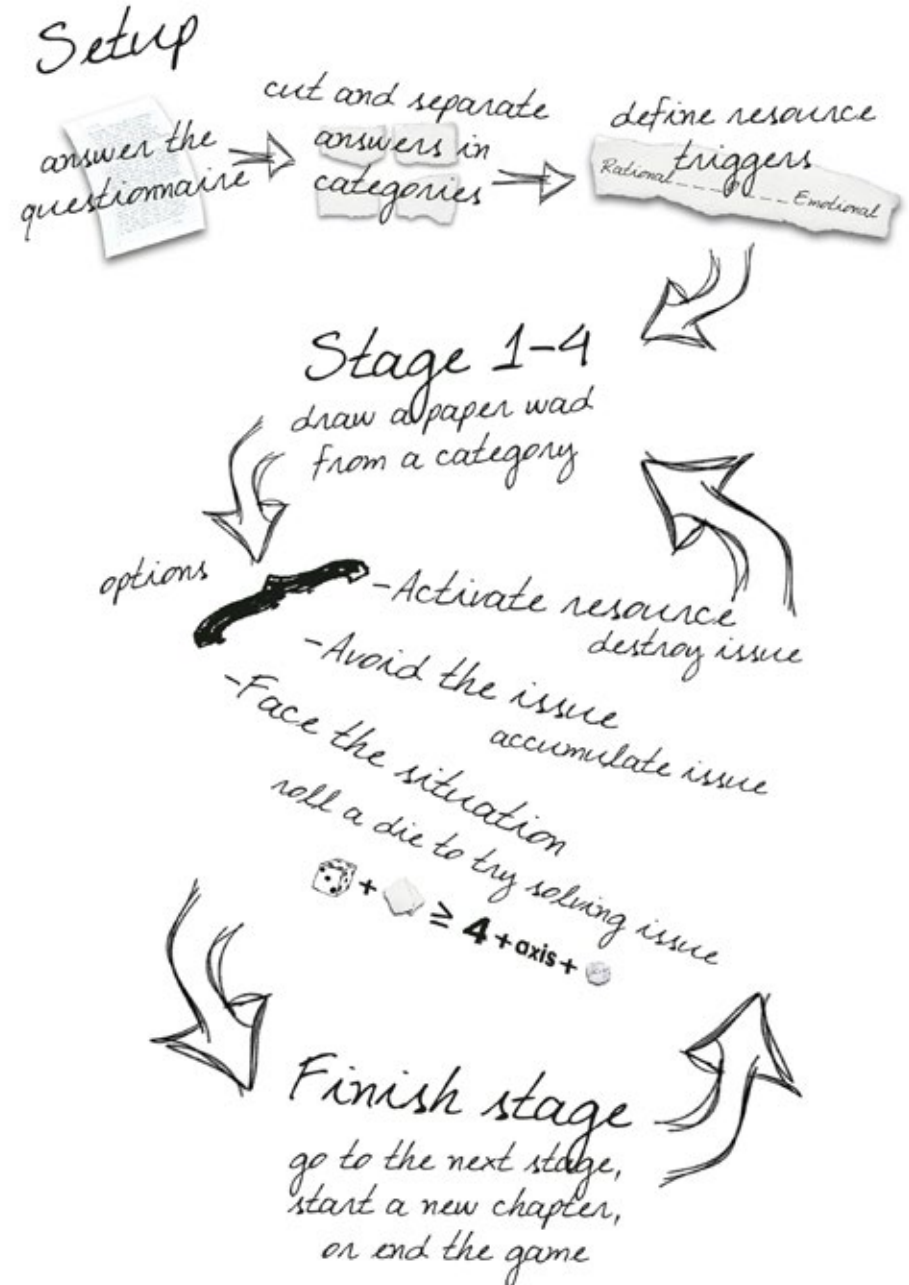 Setup
answer the
questionnaire
cut and separate
answers in
categories
define resource
triggers
Rational
Emotional
Stage 1-4
draw a paper wad
from a category
options
-Activate resource
destroy issue
-Avoid the issue
accumulate issue
-Face the situation
roll a die to try solving issue
+ ≥ 4 + axis +
Finish stage
go to the next stage,
start a new chapter,
or end the game